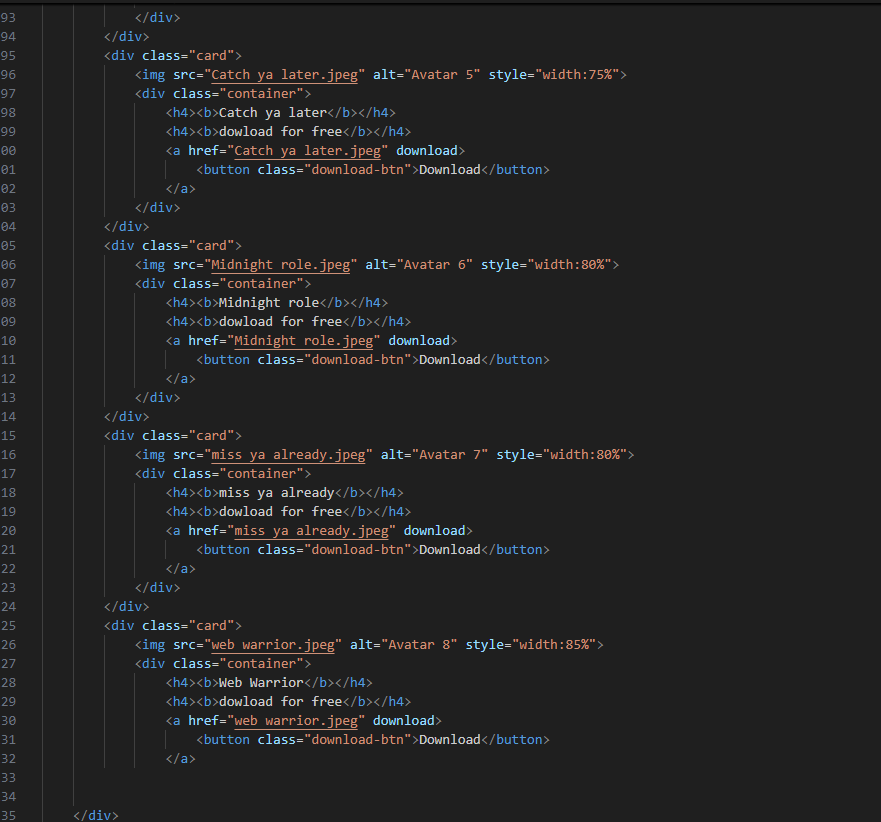 93 </div>
94 </div>
95 <div class="card">
96 <img src="Catch ya later.jpeg" alt="Avatar 5" style="width:75%">
97 <div class="container">
98 <h4><b>Catch ya later</b></h4>
99 <h4><b>dowload for free</b></h4>
00 <a href="Catch ya later.jpeg" download>
01 <button class="download-btn">Download</button>
02 </a>
03 </div>
04 </div>
05 <div class="card">
06 <img src="Midnight role.jpeg" alt="Avatar 6" style="width:80%">
07 <div class="container">
08 <h4><b>Midnight role</b></h4>
09 <h4><b>dowload for free</b></h4>
10 <a href="Midnight role.jpeg" download>
11 <button class="download-btn">Download</button>
12 </a>
13 </div>
14 </div>
15 <div class="card">
16 <img src="miss ya already.jpeg" alt="Avatar 7" style="width:80%">
17 <div class="container">
18 <h4><b>miss ya already</b></h4>
19 <h4><b>dowload for free</b></h4>
20 <a href="miss ya already.jpeg" download>
21 <button class="download-btn">Download</button>
22 </a>
23 </div>
24 </div>
25 <div class="card">
26 <img src="web warrior.jpeg" alt="Avatar 8" style="width:85%">
27 <div class="container">
28 <h4><b>Web Warrior</b></h4>
29 <h4><b>dowload for free</b></h4>
30 <a href="web warrior.jpeg" download>
31 <button class="download-btn">Download</button>
32 </a>
33
34
35 </div>